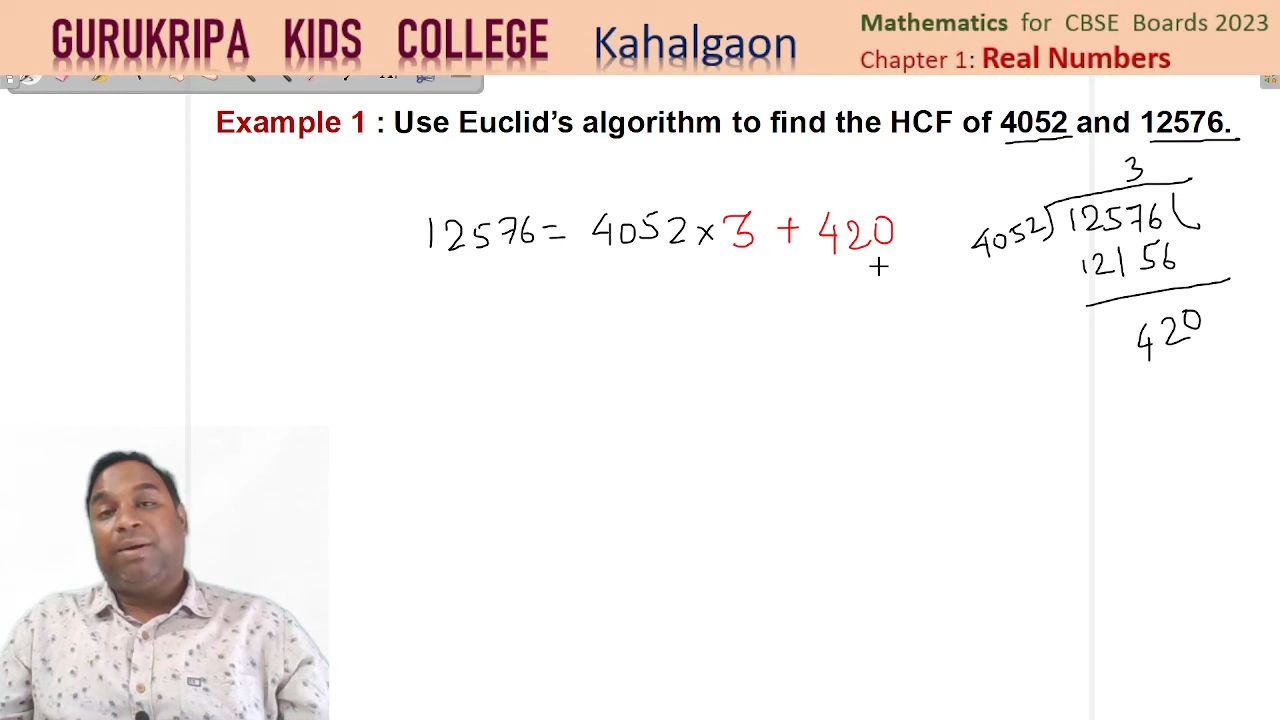 GURUKRIPA KIDS COLLEGE Kahalgaon
Mathematics for CBSE Boards 2023
Chapter 1: Real Numbers
Example 1 : Use Euclid's algorithm to find the HCF of 4052 and 12576.
3
12576 = 4052 × 3 + 420
4052) 12576 (
12156
420